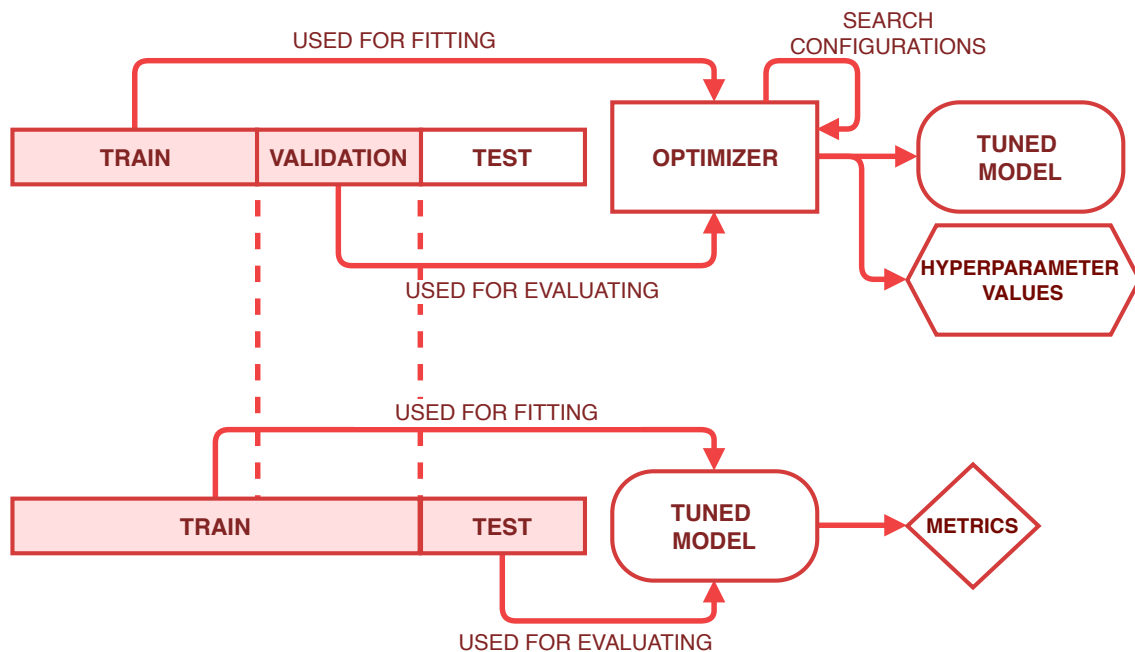 SEARCH
CONFIGURATIONS
USED FOR FITTING
TRAIN
VALIDATION
TEST
OPTIMIZER
TUNED
MODEL
USED FOR EVALUATING
HYPERPARAMETER
VALUES
USED FOR FITTING
TRAIN
TEST
TUNED
MODEL
METRICS
USED FOR EVALUATING